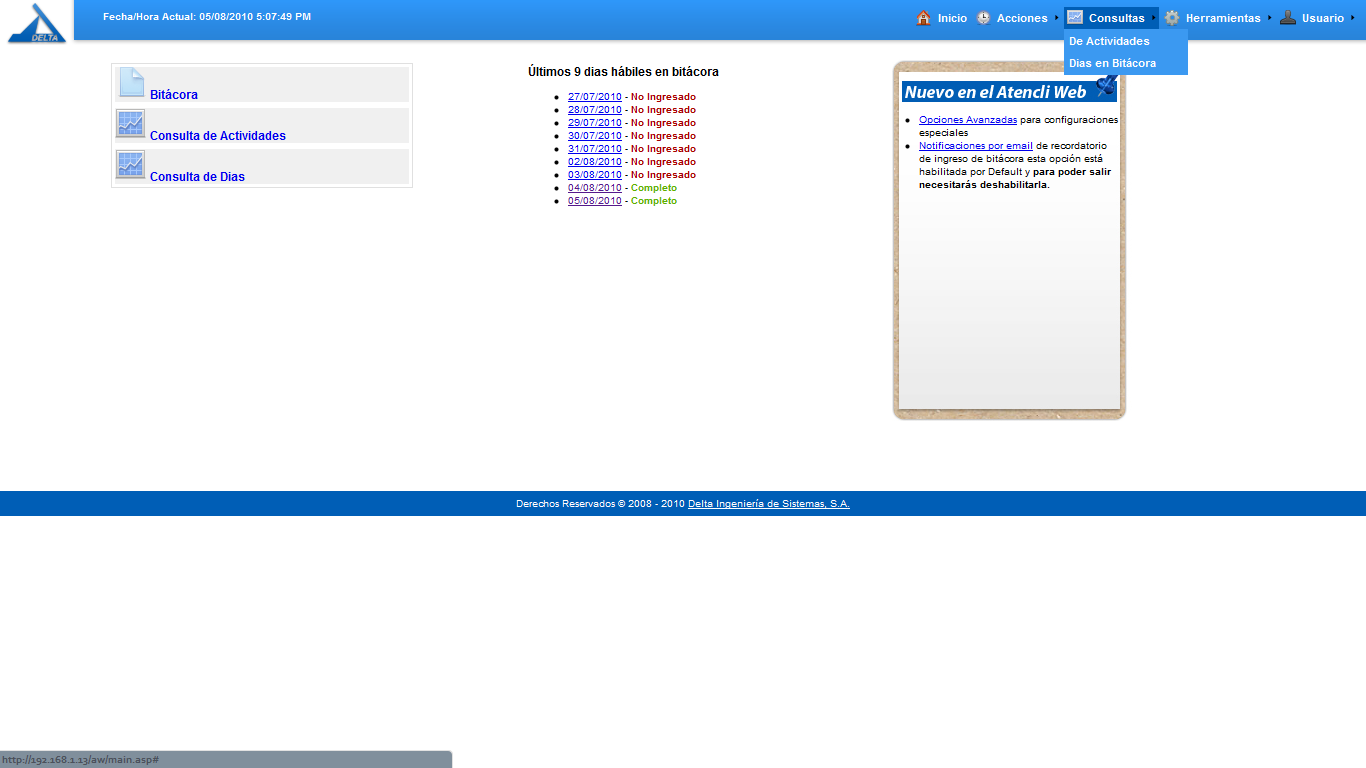 DELTA
Fecha/Hora Actual: 05/08/2010 5:07:49 PM
Inicio
Acciones
Consultas
Herramientas
Usuario
De Actividades
Dias en Bitácora
Bitácora
Consulta de Actividades
Consulta de Dias
Últimos 9 dias hábiles en bitácora
27/07/2010 - No Ingresado
28/07/2010 - No Ingresado
29/07/2010 - No Ingresado
30/07/2010 - No Ingresado
31/07/2010 - No Ingresado
02/08/2010 - No Ingresado
03/08/2010 - No Ingresado
04/08/2010 - Completo
05/08/2010 - Completo
Nuevo en el Atencli Web
Opciones Avanzadas para configuraciones
especiales
Notificaciones por email de recordatorio
de ingreso de bitácora esta opción está
habilitada por Default y para poder salir
necesitarás deshabilitarla.
Derechos Reservados © 2008 - 2010 Delta Ingeniería de Sistemas, S.A.
http://192.168.1.13/aw/main.asp#